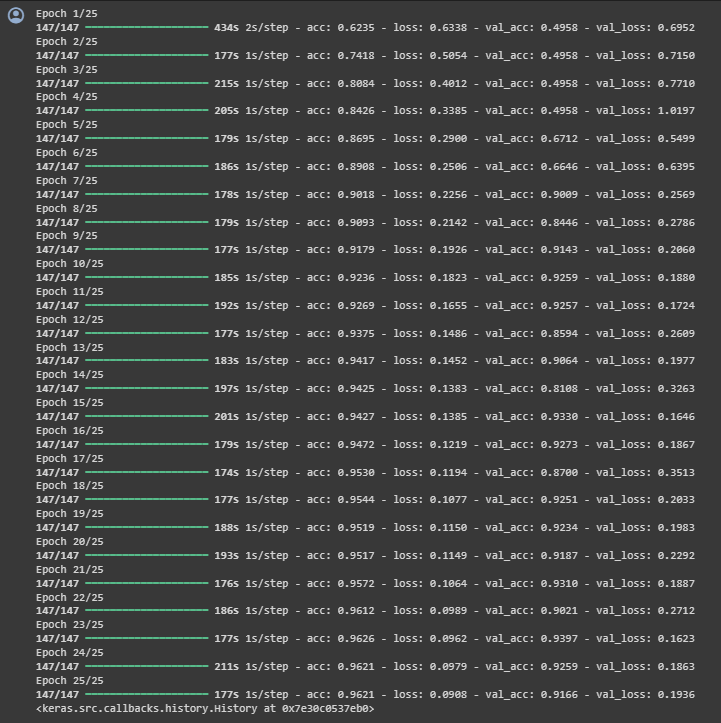 Epoch 1/25
147/147 ━━━━━━━━━━━━━━━━━━━━ 434s 2s/step - acc: 0.6235 - loss: 0.6338 - val_acc: 0.4958 - val_loss: 0.6952
Epoch 2/25
147/147 ━━━━━━━━━━━━━━━━━━━━ 177s 1s/step - acc: 0.7418 - loss: 0.5054 - val_acc: 0.4958 - val_loss: 0.7150
Epoch 3/25
147/147 ━━━━━━━━━━━━━━━━━━━━ 215s 1s/step - acc: 0.8084 - loss: 0.4012 - val_acc: 0.4958 - val_loss: 0.7710
Epoch 4/25
147/147 ━━━━━━━━━━━━━━━━━━━━ 205s 1s/step - acc: 0.8426 - loss: 0.3385 - val_acc: 0.4958 - val_loss: 1.0197
Epoch 5/25
147/147 ━━━━━━━━━━━━━━━━━━━━ 179s 1s/step - acc: 0.8695 - loss: 0.2900 - val_acc: 0.6712 - val_loss: 0.5499
Epoch 6/25
147/147 ━━━━━━━━━━━━━━━━━━━━ 186s 1s/step - acc: 0.8908 - loss: 0.2506 - val_acc: 0.6646 - val_loss: 0.6395
Epoch 7/25
147/147 ━━━━━━━━━━━━━━━━━━━━ 178s 1s/step - acc: 0.9018 - loss: 0.2256 - val_acc: 0.9009 - val_loss: 0.2569
Epoch 8/25
147/147 ━━━━━━━━━━━━━━━━━━━━ 179s 1s/step - acc: 0.9093 - loss: 0.2142 - val_acc: 0.8446 - val_loss: 0.2786
Epoch 9/25
147/147 ━━━━━━━━━━━━━━━━━━━━ 177s 1s/step - acc: 0.9179 - loss: 0.1926 - val_acc: 0.9143 - val_loss: 0.2060
Epoch 10/25
147/147 ━━━━━━━━━━━━━━━━━━━━ 185s 1s/step - acc: 0.9236 - loss: 0.1823 - val_acc: 0.9259 - val_loss: 0.1880
Epoch 11/25
147/147 ━━━━━━━━━━━━━━━━━━━━ 192s 1s/step - acc: 0.9269 - loss: 0.1655 - val_acc: 0.9257 - val_loss: 0.1724
Epoch 12/25
147/147 ━━━━━━━━━━━━━━━━━━━━ 177s 1s/step - acc: 0.9375 - loss: 0.1486 - val_acc: 0.8594 - val_loss: 0.2609
Epoch 13/25
147/147 ━━━━━━━━━━━━━━━━━━━━ 183s 1s/step - acc: 0.9417 - loss: 0.1452 - val_acc: 0.9064 - val_loss: 0.1977
Epoch 14/25
147/147 ━━━━━━━━━━━━━━━━━━━━ 197s 1s/step - acc: 0.9425 - loss: 0.1383 - val_acc: 0.8108 - val_loss: 0.3263
Epoch 15/25
147/147 ━━━━━━━━━━━━━━━━━━━━ 201s 1s/step - acc: 0.9427 - loss: 0.1385 - val_acc: 0.9330 - val_loss: 0.1646
Epoch 16/25
147/147 ━━━━━━━━━━━━━━━━━━━━ 179s 1s/step - acc: 0.9472 - loss: 0.1219 - val_acc: 0.9273 - val_loss: 0.1867
Epoch 17/25
147/147 ━━━━━━━━━━━━━━━━━━━━ 174s 1s/step - acc: 0.9530 - loss: 0.1194 - val_acc: 0.8700 - val_loss: 0.3513
Epoch 18/25
147/147 ━━━━━━━━━━━━━━━━━━━━ 177s 1s/step - acc: 0.9544 - loss: 0.1077 - val_acc: 0.9251 - val_loss: 0.2033
Epoch 19/25
147/147 ━━━━━━━━━━━━━━━━━━━━ 188s 1s/step - acc: 0.9519 - loss: 0.1150 - val_acc: 0.9234 - val_loss: 0.1983
Epoch 20/25
147/147 ━━━━━━━━━━━━━━━━━━━━ 193s 1s/step - acc: 0.9517 - loss: 0.1149 - val_acc: 0.9187 - val_loss: 0.2292
Epoch 21/25
147/147 ━━━━━━━━━━━━━━━━━━━━ 176s 1s/step - acc: 0.9572 - loss: 0.1064 - val_acc: 0.9310 - val_loss: 0.1887
Epoch 22/25
147/147 ━━━━━━━━━━━━━━━━━━━━ 186s 1s/step - acc: 0.9612 - loss: 0.0989 - val_acc: 0.9021 - val_loss: 0.2712
Epoch 23/25
147/147 ━━━━━━━━━━━━━━━━━━━━ 177s 1s/step - acc: 0.9626 - loss: 0.0962 - val_acc: 0.9397 - val_loss: 0.1623
Epoch 24/25
147/147 ━━━━━━━━━━━━━━━━━━━━ 211s 1s/step - acc: 0.9621 - loss: 0.0979 - val_acc: 0.9259 - val_loss: 0.1863
Epoch 25/25
147/147 ━━━━━━━━━━━━━━━━━━━━ 177s 1s/step - acc: 0.9621 - loss: 0.0908 - val_acc: 0.9166 - val_loss: 0.1936
<keras.src.callbacks.history.History at 0x7e30c0537eb0>